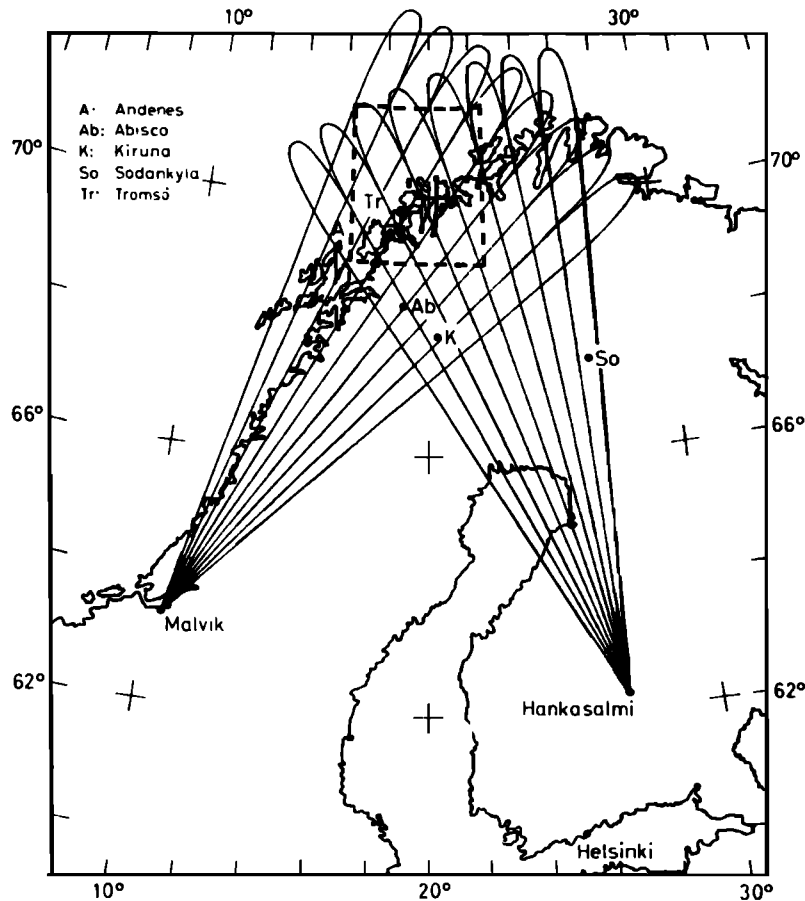 10° 30°
A· Andenes
Ab: Abisco
K: Kiruna
So Sodankyla
Tr· Tromsö
70° 70°
Tr
A
Ab
K
So
66° 66°
Malvik
62° 62°
Hankasalmi
Helsinki
10° 20° 30°